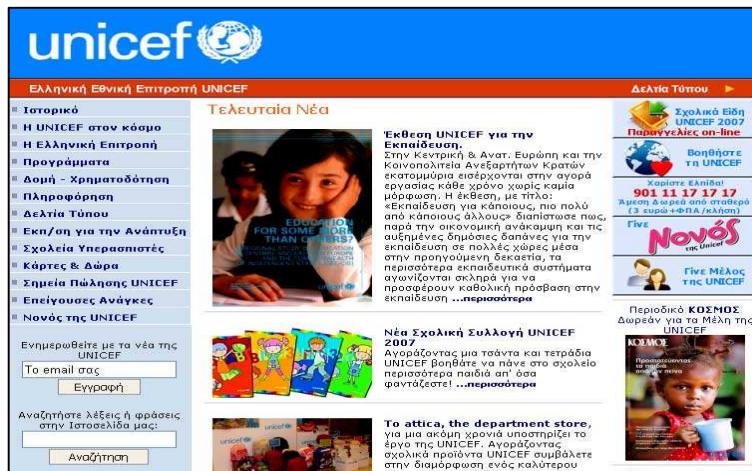 unicef
Ελληνική Εθνική Επιτροπή UNICEF
Δελτία Τύπου
Ιστορικό
Η UNICEF στον κόσμο
Η Ελληνική Επιτροπή
Προγράμματα
Δομή - Χρηματοδότηση
Πληροφόρηση
Δελτία Τύπου
Εκπ/ση για την Ανάπτυξη
Σχολεία Υπερασπιστές
Κάρτες & Δώρα
Σημεία Πώλησης UNICEF
Επείγουσες Ανάγκες
Νονός της UNICEF
Ενημερωθείτε με τα νέα της
UNICEF
Το email σας
Εγγραφή
Αναζητήστε λέξεις ή φράσεις
στην Ιστοσελίδα μας:
Αναζήτηση
Τελευταία Νέα
EDUCATION
FOR SOME MORE
THAN OTHERS?
Έκθεση UNICEF για την
Εκπαίδευση.
Στην Κεντρική & Ανατ. Ευρώπη και την
Κοινοπολιτεία Ανεξαρτήτων Κρατών
εκατομμύρια εισέρχονται στην αγορά
εργασίας κάθε χρόνο χωρίς καμία
μόρφωση. Η έκθεση, με τίτλο:
«Εκπαίδευση για κάποιους, πιο πολύ
από κάποιους άλλους» διαπίστωσε πως,
παρά την οικονομική ανάκαμψη και τις
αυξημένες δημόσιες δαπάνες για την
εκπαίδευση σε πολλές χώρες μέσα
στην προηγούμενη δεκαετία, τα
περισσότερα εκπαιδευτικά συστήματα
αγωνίζονται σκληρά για να
προσφέρουν καθολική πρόσβαση στην
εκπαίδευση ...περισσότερα
Νέα Σχολική Συλλογή UNICEF
2007
Αγοράζοντας μια τσάντα και τετράδια
UNICEF βοηθάτε να πάνε στο σχολείο
περισσότερα παιδιά απ' όσα
φαντάζεστε! ...περισσότερα
unicef
Το attica, the department store,
για μια ακόμη χρονιά υποστηρίζει το
έργο της UNICEF. Αγοράζοντας
σχολικά προϊόντα UNICEF συμβάλετε
στην διαμόρφωση ενός καλύτερου
Σχολικά Είδη
UNICEF 2007
Παραγγελίες on-line
Βοηθήστε
τη UNICEF
Χαρίστε Ελπίδα!
901 11 17 17 17
Άμεση Δωρεά από σταθερό
(3 ευρώ+ΦΠΑ /κλήση)
Γίνε
Νονός
της Unicef
Γίνε Μέλος
της UNICEF
Περιοδικό ΚΟΣΜΟΣ
Δωρεάν για τα Μέλη της
UNICEF
ΚΟΣΜΟΣ
Προστατεύοντας
τα παιδιά
από την πείνα